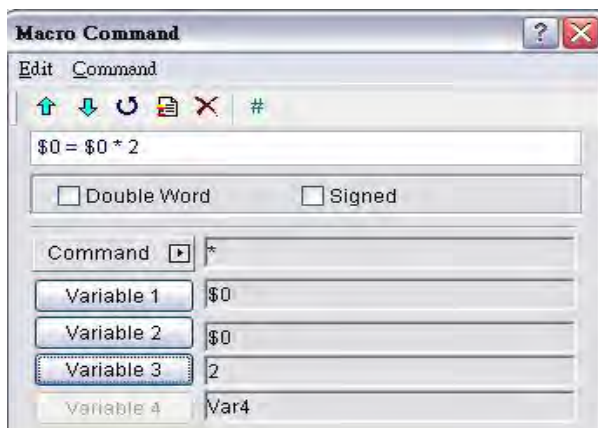 Macro Command
Edit Command
#
$0 = $0 * 2
Double Word Signed
Command *
Variable 1 $0
Variable 2 $0
Variable 3 2
Variable 4 Var4